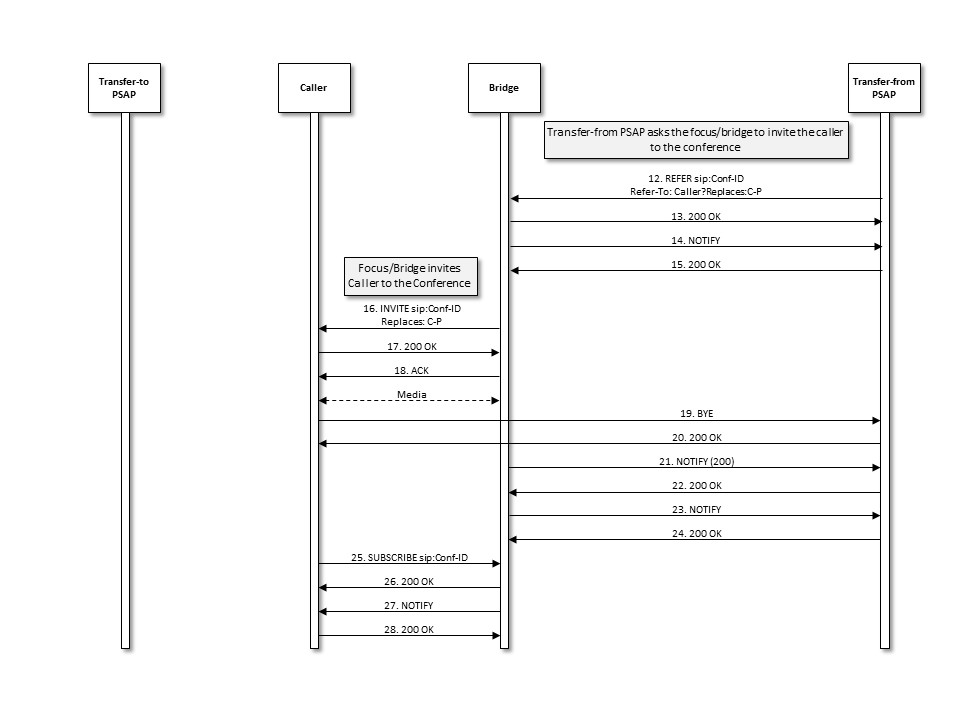 Transfer-to
PSAP
Caller
Bridge
Transfer-from
PSAP
Transfer-from PSAP asks the focus/bridge to invite the caller
to the conference
12. REFER sip:Conf-ID
Refer-To: Caller?Replaces:C-P
13. 200 OK
14. NOTIFY
15. 200 OK
Focus/Bridge invites
Caller to the Conference
16. INVITE sip:Conf-ID
Replaces: C-P
17. 200 OK
18. ACK
Media
19. BYE
20. 200 OK
21. NOTIFY (200)
22. 200 OK
23. NOTIFY
24. 200 OK
25. SUBSCRIBE sip:Conf-ID
26. 200 OK
27. NOTIFY
28. 200 OK